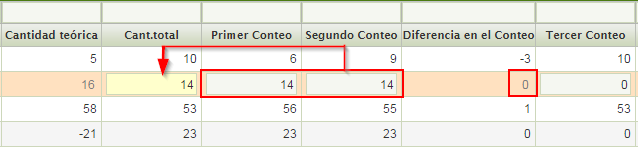 Cantidad teórica Cant.total Primer Conteo Segundo Conteo Diferencia en el Conteo Tercer Conteo
5 10 6 9 -3 10
16 14 14 14 0 0
58 53 56 55 1 53
-21 23 23 23 0 0